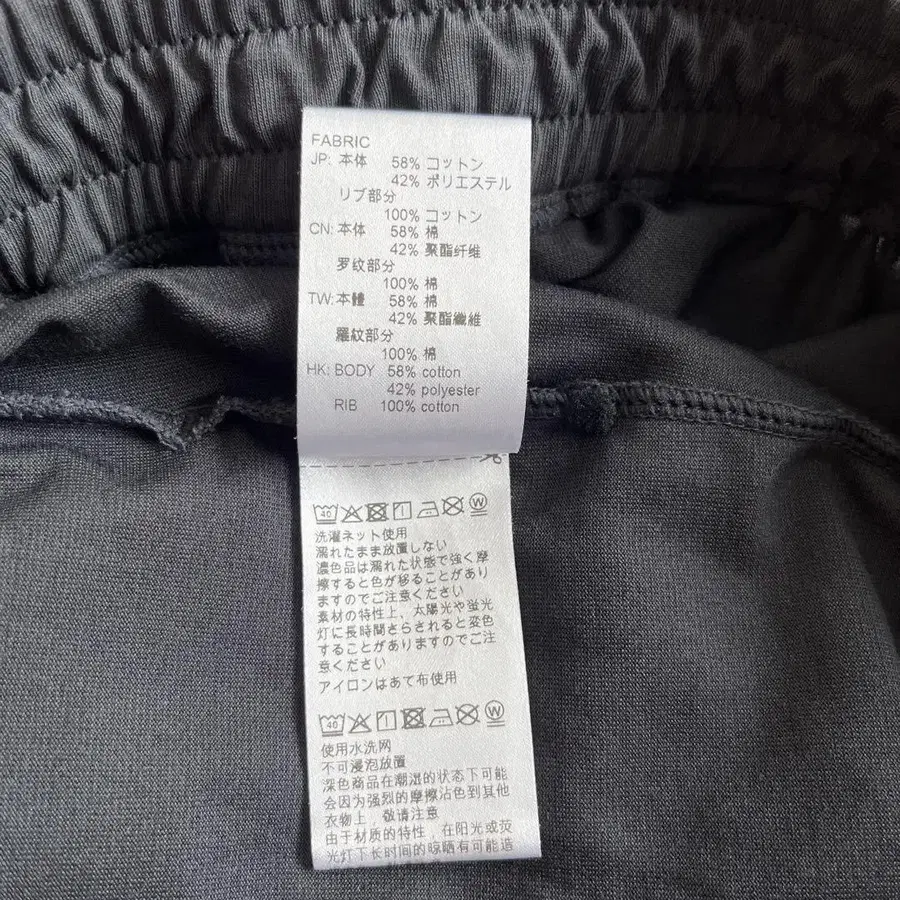 FABRIC
JP: 本体 58% コットン
42% ポリエステル
リブ部分
100% コットン
CN: 本体 58% 棉
42% 聚酯纤维
罗纹部分
100% 棉
TW: 本體 58% 棉
42% 聚酯纖維
羅紋部分
100% 棉
HK: BODY 58% cotton
42% polyester
RIB 100% cotton
40 W
洗濯ネット使用
濡れたまま放置しない
濃色品は濡れた状態で強く摩
擦すると色が移ることがあり
ますのでご注意ください
素材の特性上、太陽光や蛍光
灯に長時間さらされると変色
することがありますのでご注
意ください
アイロンはあて布使用
40 W
使用水洗网
不可浸泡放置
深色商品在潮湿的状态下可能
会因为强烈的摩擦沾色到其他
衣物上，敬请注意
由于材质的特性，在阳光或荧
光灯下长时间的晾晒有可能造